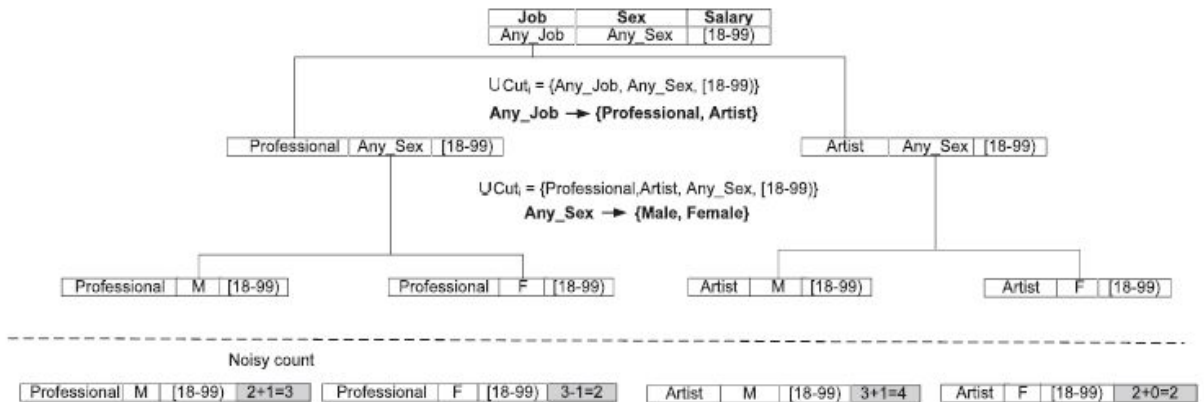 Job Sex Salary
Any_Job Any_Sex [18-99)
∪Cutᵢ = {Any_Job, Any_Sex, [18-99)}
Any_Job → {Professional, Artist}
Professional Any_Sex [18-99)
Artist Any_Sex [18-99)
∪Cutᵢ = {Professional,Artist, Any_Sex, [18-99)}
Any_Sex → {Male, Female}
Professional M [18-99)
Professional F [18-99)
Artist M [18-99)
Artist F [18-99)
Noisy count
Professional M [18-99) 2+1=3
Professional F [18-99) 3-1=2
Artist M [18-99) 3+1=4
Artist F [18-99) 2+0=2